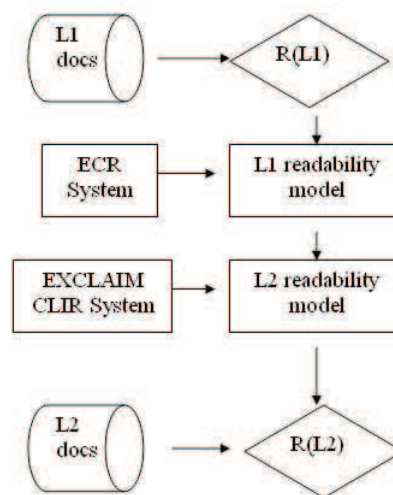 L1
docs
R(L1)
ECR
System
L1 readability
model
EXCLAIM
CLIR System
L2 readability
model
L2
docs
R(L2)